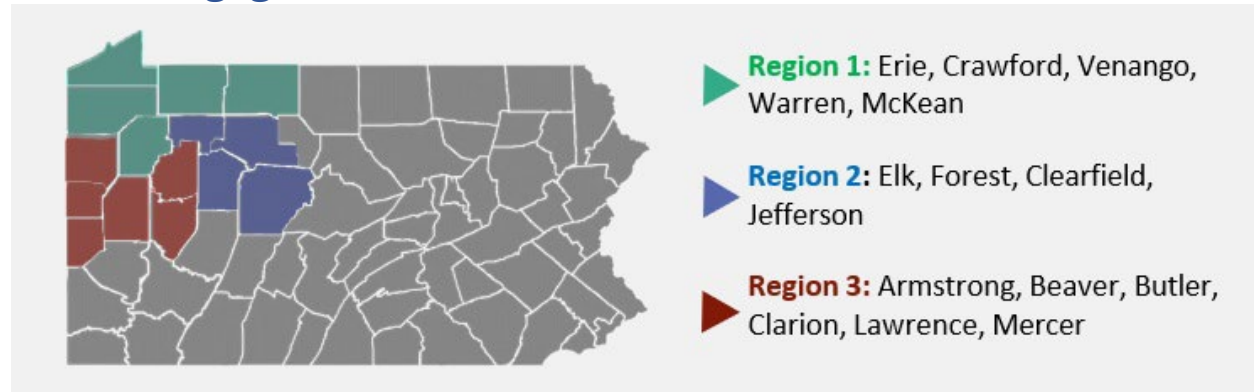 Region 1: Erie, Crawford, Venango,
Warren, McKean
Region 2: Elk, Forest, Clearfield,
Jefferson
Region 3: Armstrong, Beaver, Butler,
Clarion, Lawrence, Mercer